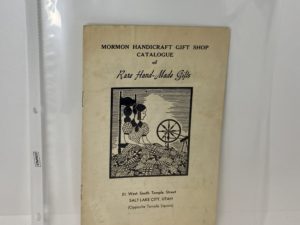 MORMON HANDICRAFT GIFT SHOP
CATALOGUE
of
Rare Hand-Made Gifts
21 West South Temple Street
SALT LAKE CITY, UTAH
(Opposite Temple Square)